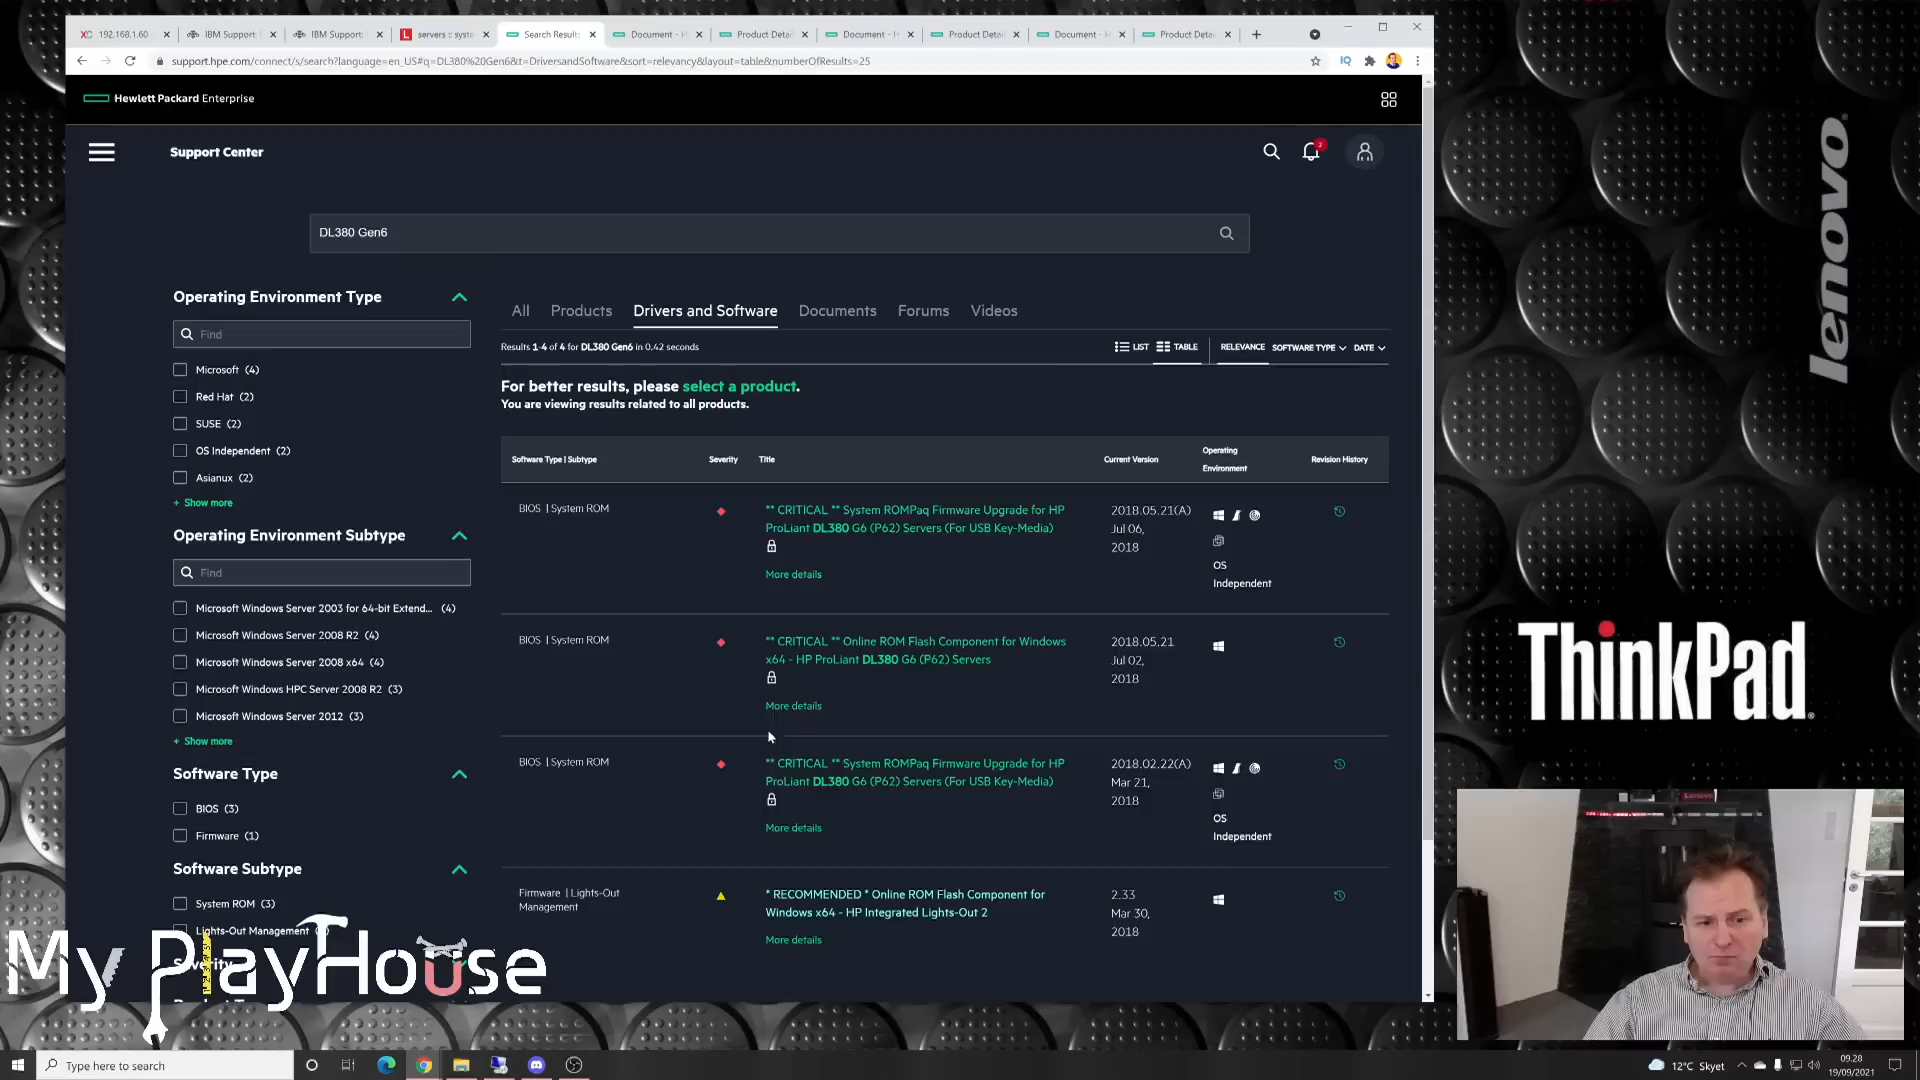 192.168.1.60
IBM Support:
IBM Support:
servers :: syste
Search Results
Document - H
Product Detail
Document - H
Product Detail
Document - H
Product Detail
support.hpe.com/connect/s/search?language=en_US#q=DL380%20Gen6&t=DriversandSoftware&sort=relevancy&layout=table&numberOfResults=25
IQ
Hewlett Packard Enterprise
Support Center
2
DL380 Gen6
Operating Environment Type
Find
Microsoft (4)
Red Hat (2)
SUSE (2)
OS Independent (2)
Asianux (2)
+ Show more
Operating Environment Subtype
Find
Microsoft Windows Server 2003 for 64-bit Extend... (4)
Microsoft Windows Server 2008 R2 (4)
Microsoft Windows Server 2008 x64 (4)
Microsoft Windows HPC Server 2008 R2 (3)
Microsoft Windows Server 2012 (3)
+ Show more
Software Type
BIOS (3)
Firmware (1)
Software Subtype
System ROM (3)
Lights-Out Management
Severity
All Products Drivers and Software Documents Forums Videos
Results 1-4 of 4 for DL380 Gen6 in 0.42 seconds
LIST TABLE RELEVANCE SOFTWARE TYPE DATE
For better results, please select a product.
You are viewing results related to all products.
Software Type | Subtype
Severity
Title
Current Version
Operating
Environment
Revision History
BIOS | System ROM
** CRITICAL ** System ROMPaq Firmware Upgrade for HP
ProLiant DL380 G6 (P62) Servers (For USB Key-Media)
More details
2018.05.21(A)
Jul 06,
2018
OS
Independent
BIOS | System ROM
** CRITICAL ** Online ROM Flash Component for Windows
x64 - HP ProLiant DL380 G6 (P62) Servers
More details
2018.05.21
Jul 02,
2018
BIOS | System ROM
** CRITICAL ** System ROMPaq Firmware Upgrade for HP
ProLiant DL380 G6 (P62) Servers (For USB Key-Media)
More details
2018.02.22(A)
Mar 21,
2018
OS
Independent
Firmware | Lights-Out
Management
* RECOMMENDED * Online ROM Flash Component for
Windows x64 - HP Integrated Lights-Out 2
More details
2.33
Mar 30,
2018
lenovo
ThinkPad
Lenovo
My PlayHouse
Type here to search
12°C Skyet
09.28
19/09/2021